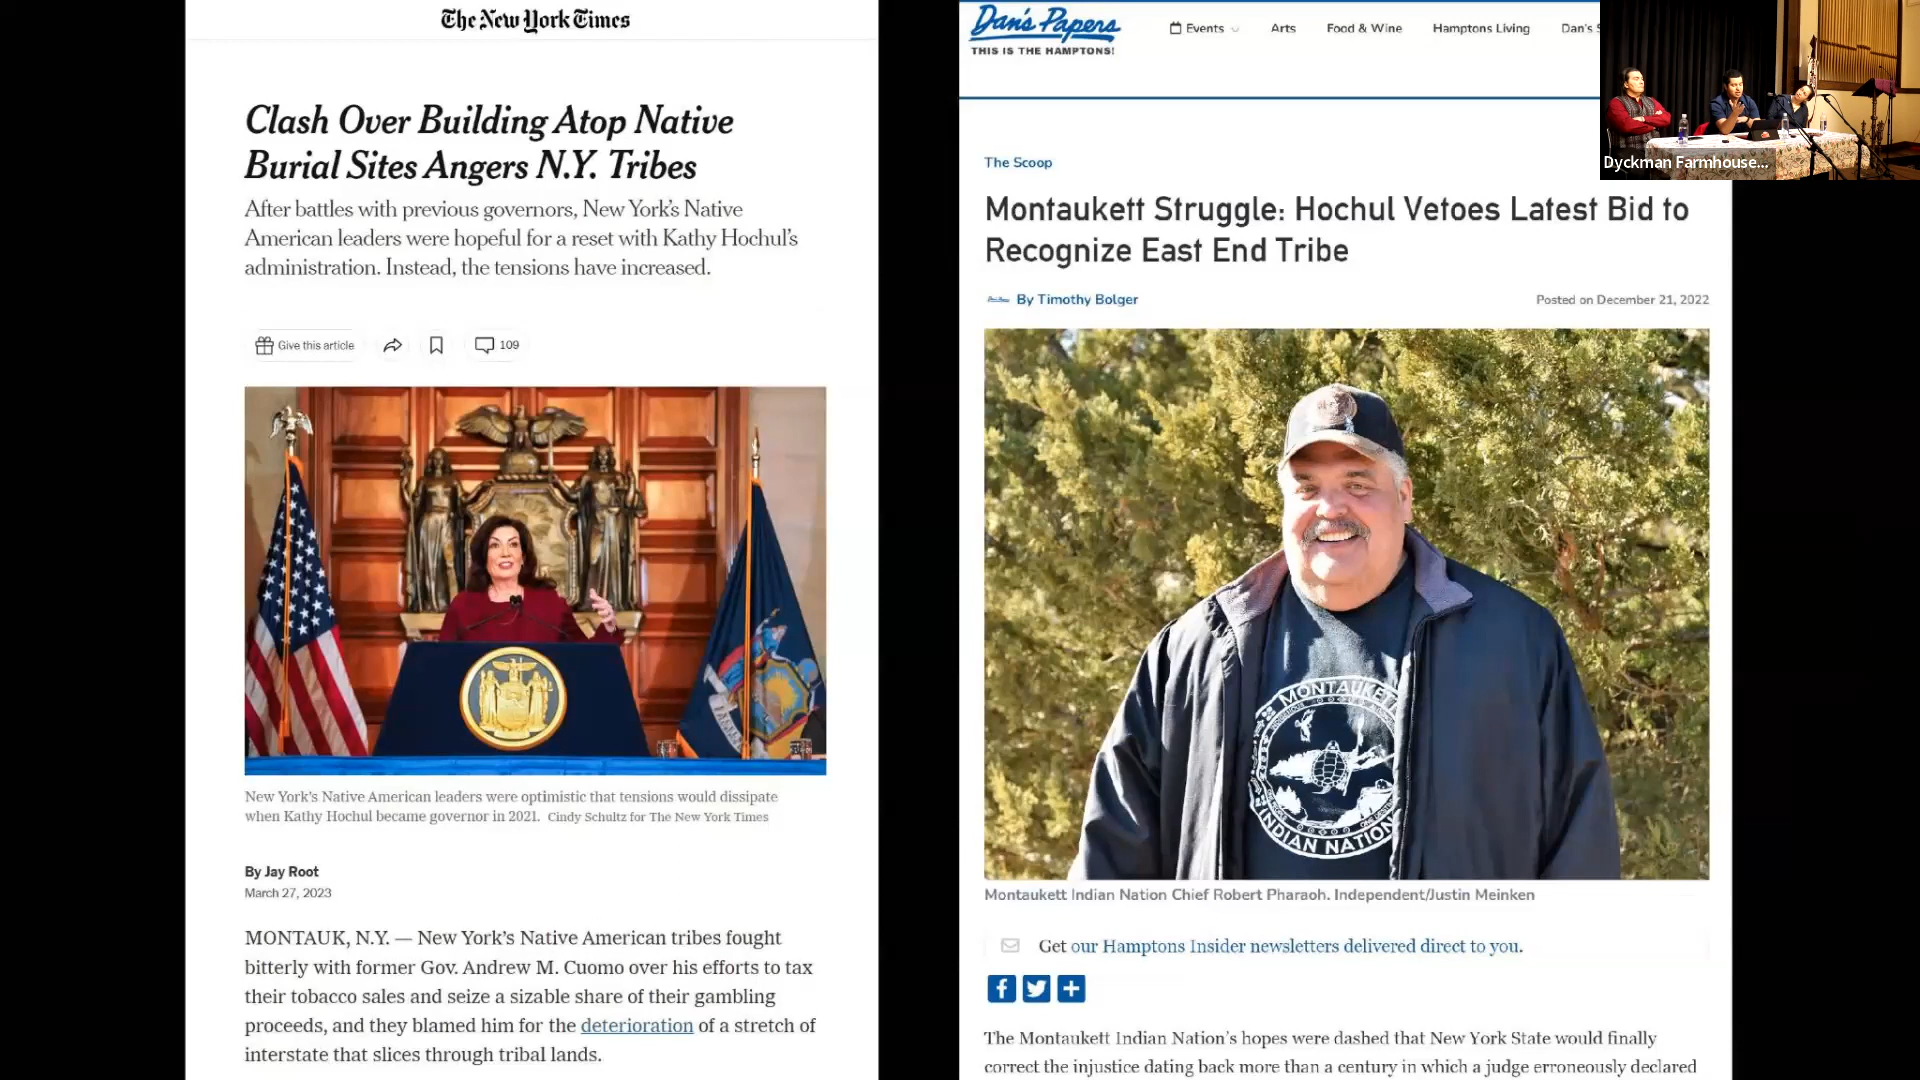 The New York Times
Clash Over Building Atop Native
Burial Sites Angers N.Y. Tribes
After battles with previous governors, New York's Native
American leaders were hopeful for a reset with Kathy Hochul's
administration. Instead, the tensions have increased.
Give this article
109
New York's Native American leaders were optimistic that tensions would dissipate
when Kathy Hochul became governor in 2021. Cindy Schultz for The New York Times
By Jay Root
March 27, 2023
MONTAUK, N.Y. — New York's Native American tribes fought
bitterly with former Gov. Andrew M. Cuomo over his efforts to tax
their tobacco sales and seize a sizable share of their gambling
proceeds, and they blamed him for the deterioration of a stretch of
interstate that slices through tribal lands.
Dan's Papers
THIS IS THE HAMPTONS!
Events
Arts
Food & Wine
Hamptons Living
Dan's
The Scoop
Montaukett Struggle: Hochul Vetoes Latest Bid to
Recognize East End Tribe
By Timothy Bolger
Posted on December 21, 2022
MONTAUKETT
INDIAN NATION
Montaukett Indian Nation Chief Robert Pharaoh. Independent/Justin Meinken
Get our Hamptons Insider newsletters delivered direct to you.
The Montaukett Indian Nation's hopes were dashed that New York State would finally
correct the injustice dating back more than a century in which a judge erroneously declared
Dyckman Farmhouse...